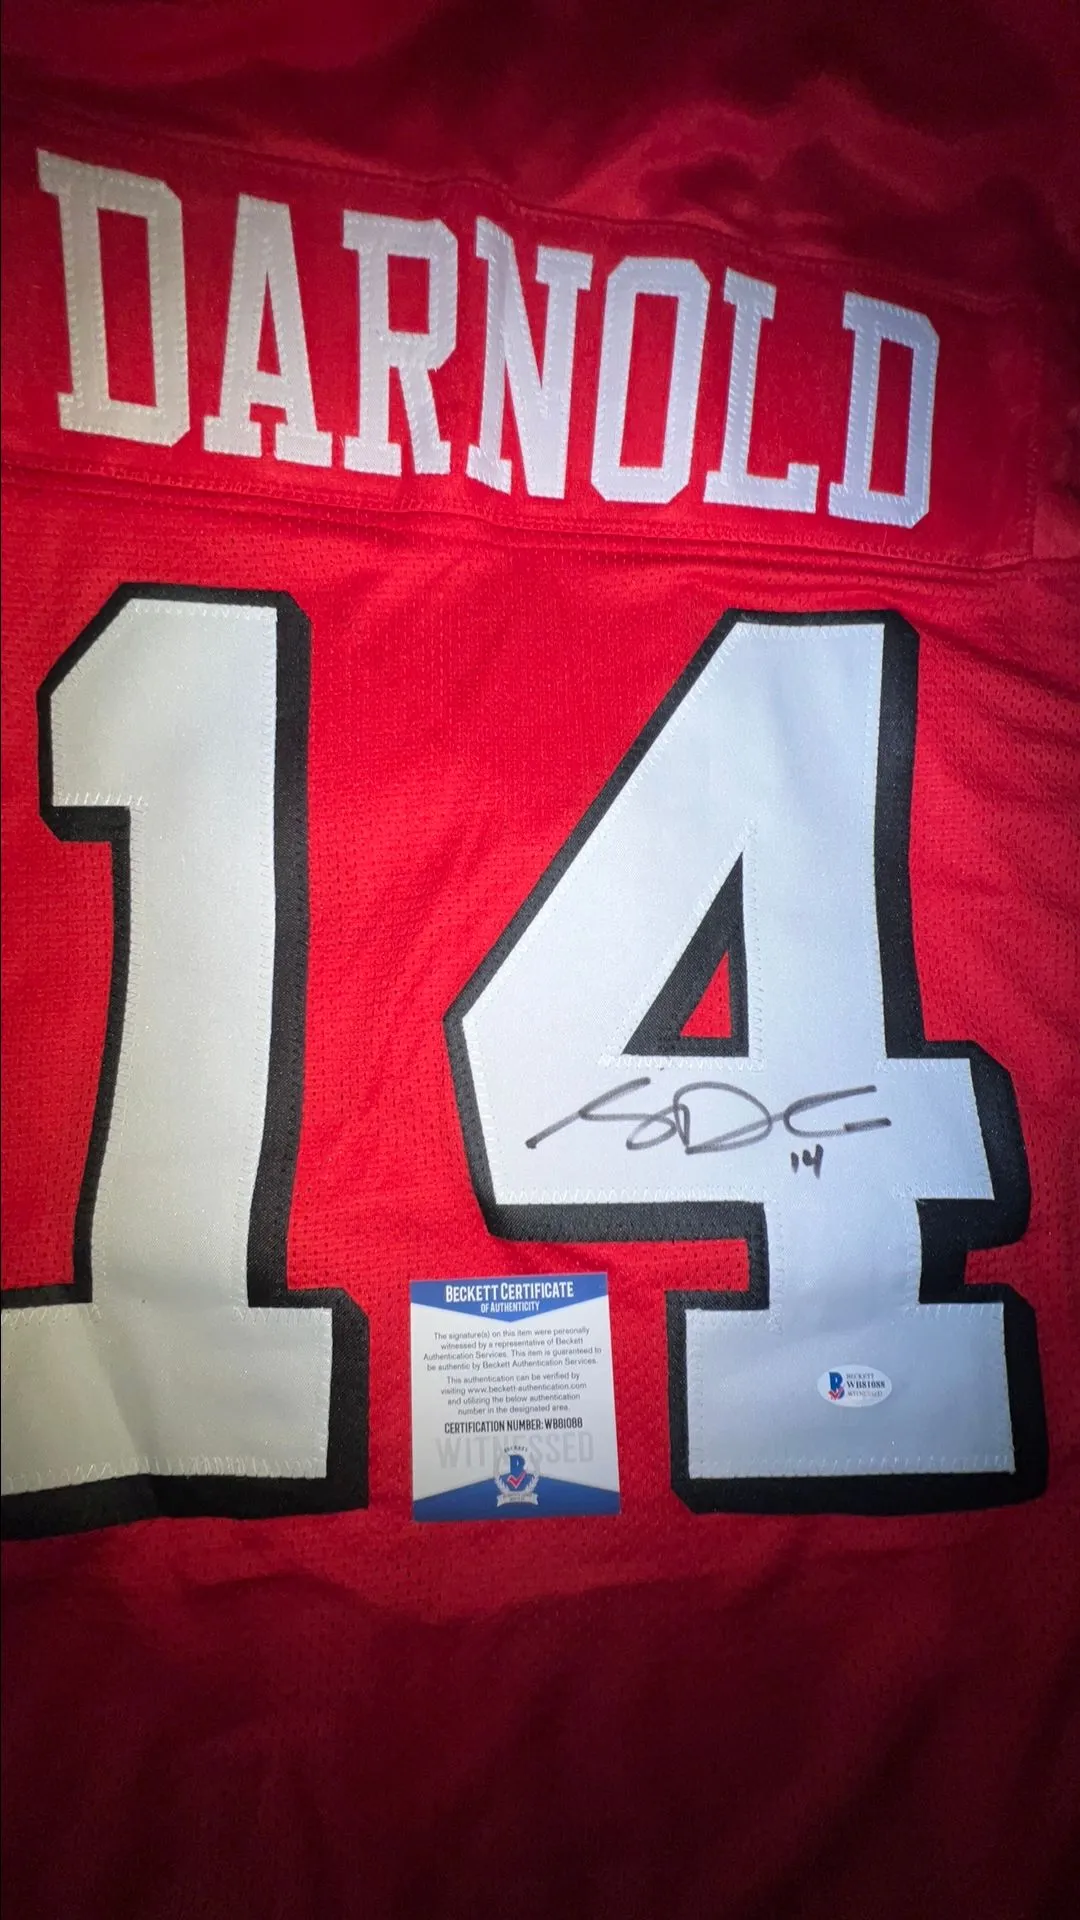 DARNOLD
14
14
BECKETT CERTIFICATE
OF AUTHENTICITY
The signature(s) on this item were personally
witnessed by a representative of Beckett
Authentication Services. This item is guaranteed to
be authentic by Beckett Authentication Services.
This authentication can be verified by
visiting www.beckett-authentication.com
and utilizing the below authentication
number in the designated area.
CERTIFICATION NUMBER: WB81088
WITNESSED
BECKETT
B
BECKETT
B WB81088
WITNESSED